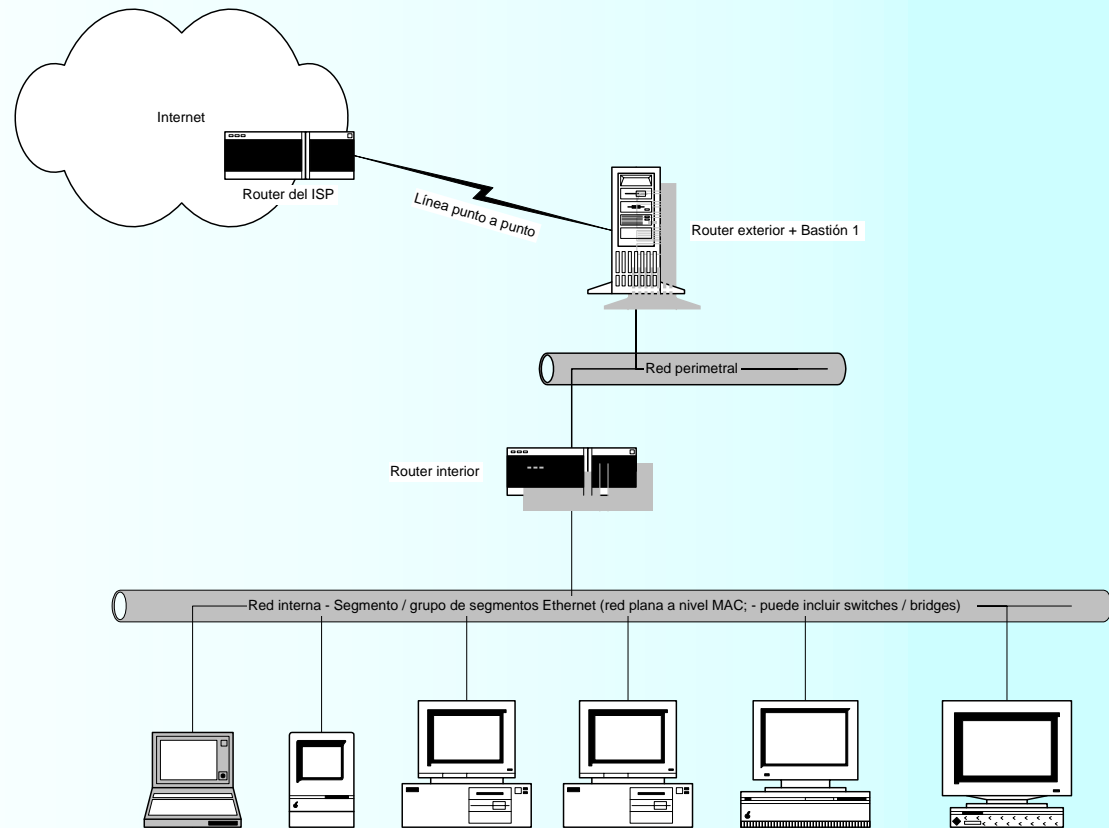 Internet
Router del ISP
Línea punto a punto
Router exterior + Bastión 1
Red perimetral
Router interior
Red interna - Segmento / grupo de segmentos Ethernet (red plana a nivel MAC; - puede incluir switches / bridges)